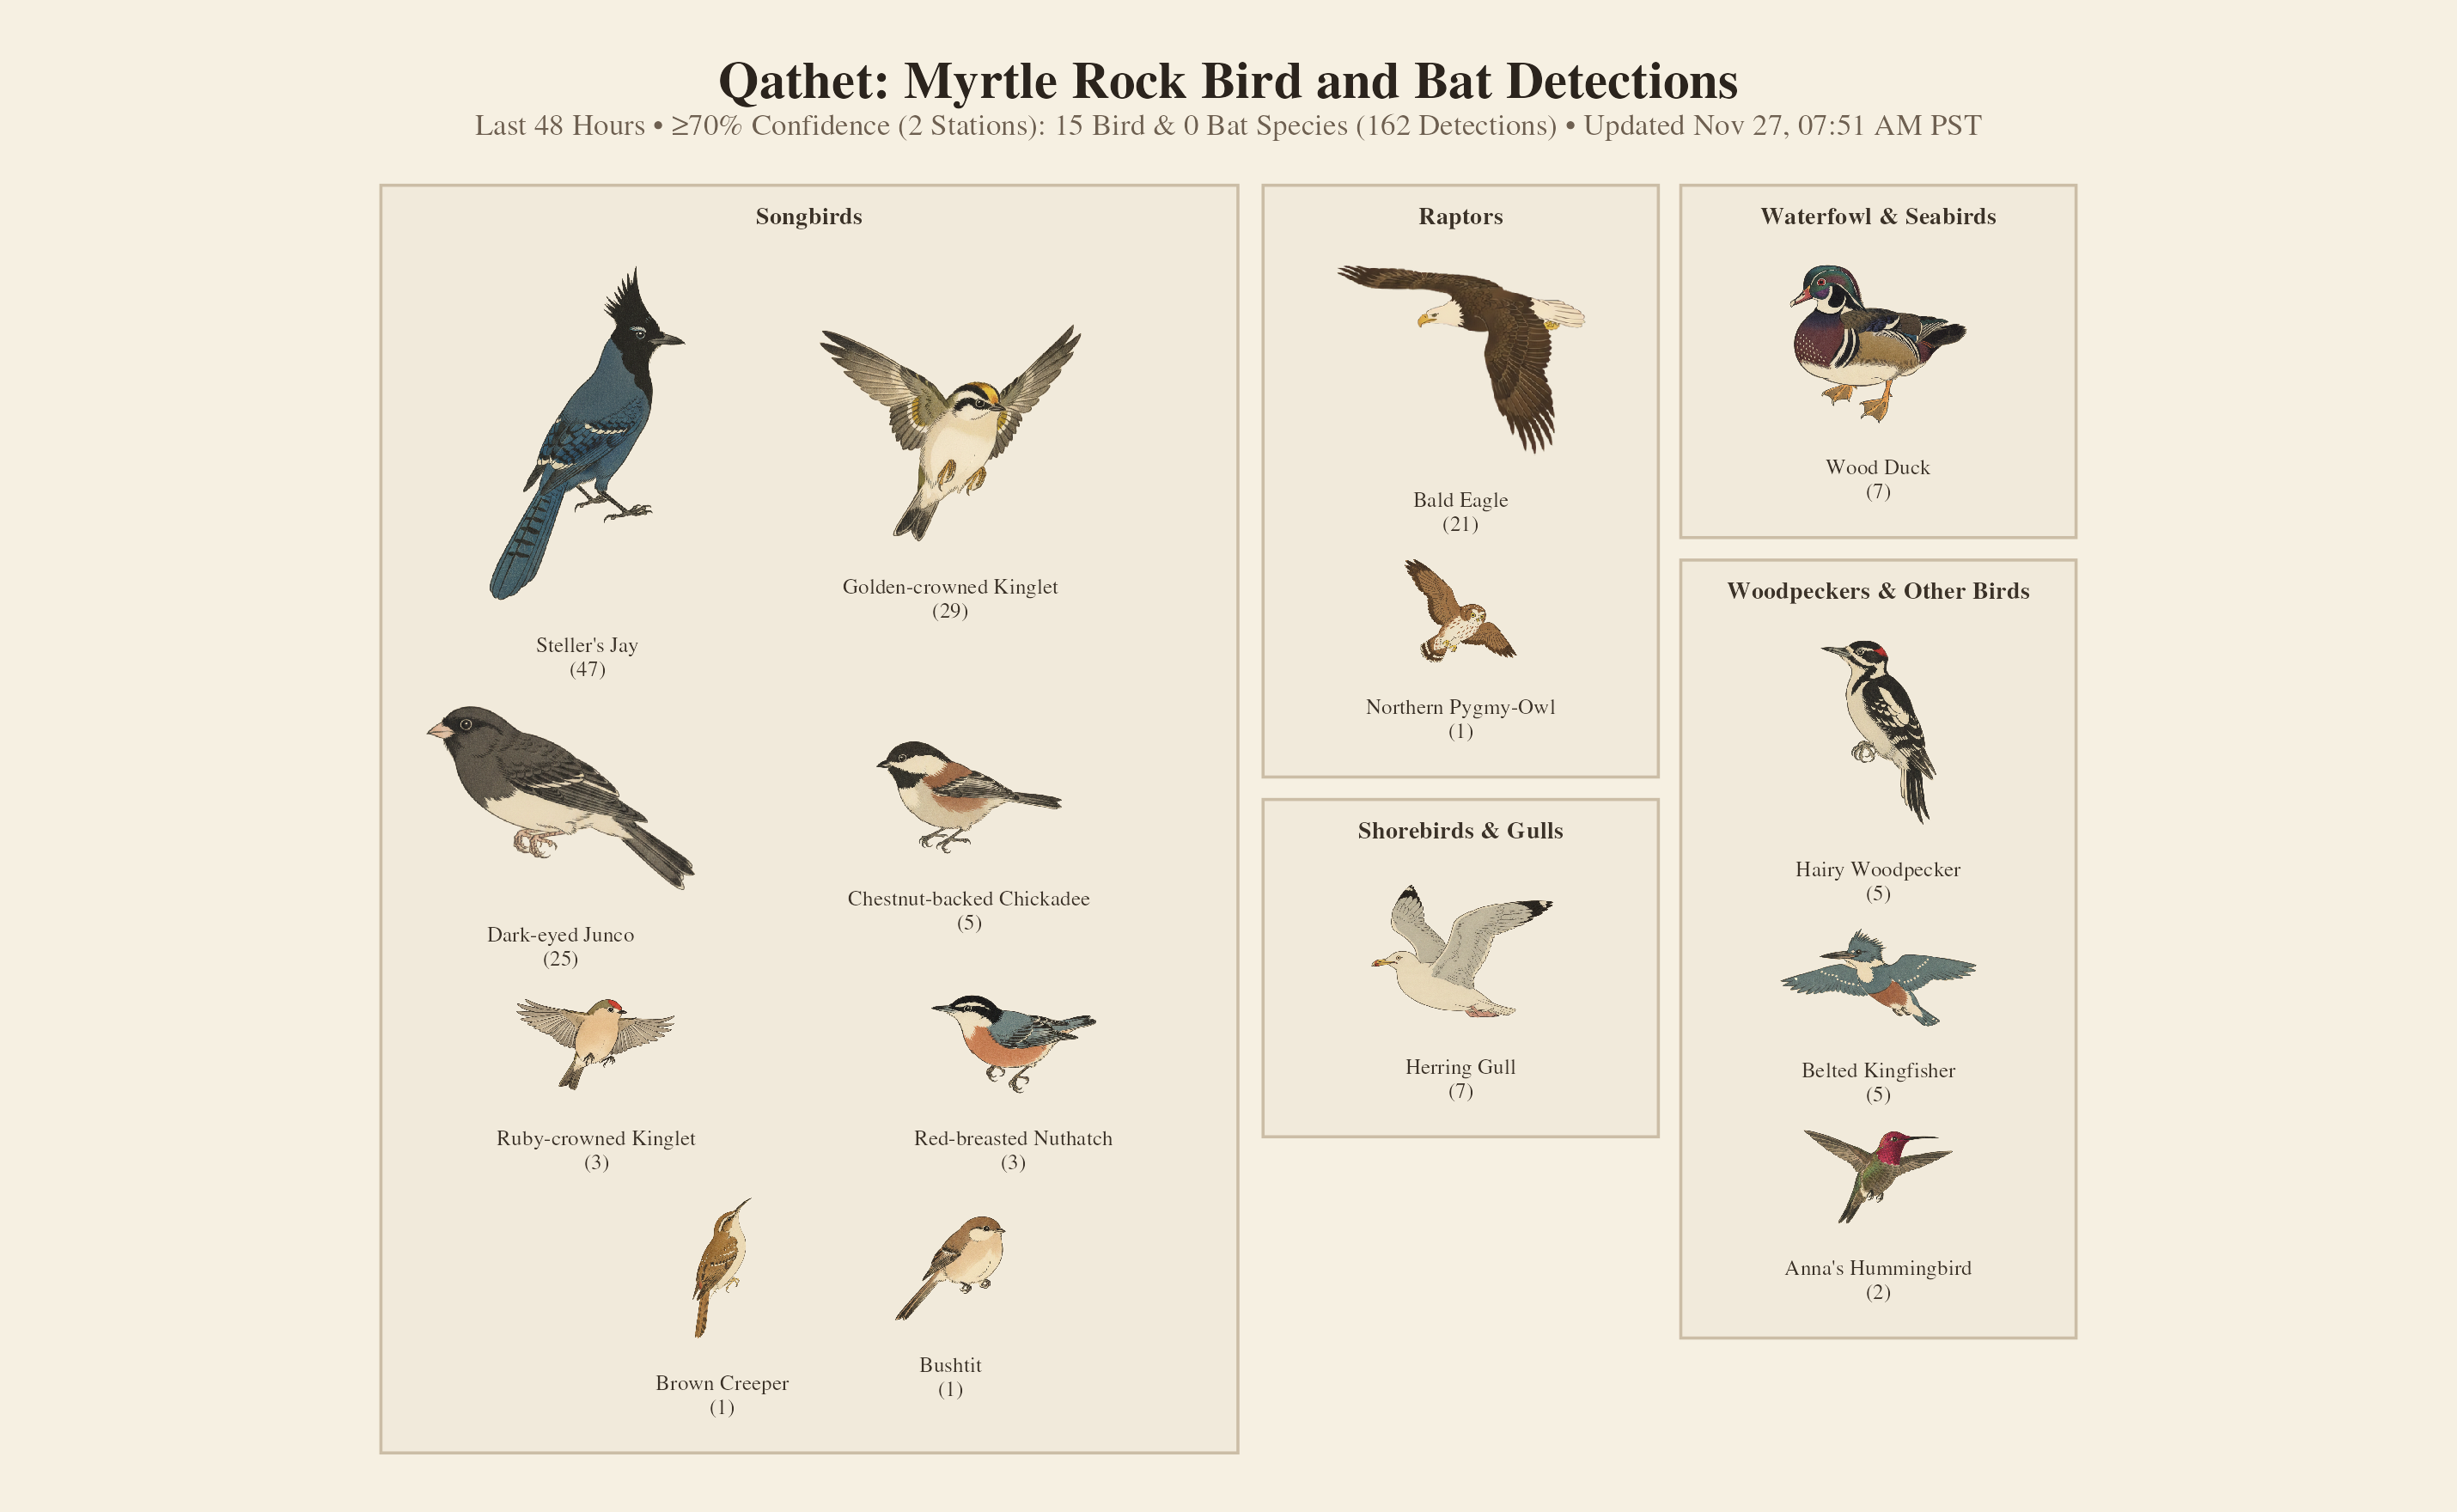 Qathet: Myrtle Rock Bird and Bat Detections
Last 48 Hours • ≥70% Confidence (2 Stations): 15 Bird & 0 Bat Species (162 Detections) • Updated Nov 27, 07:51 AM PST
Songbirds
Steller's Jay
(47)
Golden-crowned Kinglet
(29)
Dark-eyed Junco
(25)
Chestnut-backed Chickadee
(5)
Ruby-crowned Kinglet
(3)
Red-breasted Nuthatch
(3)
Brown Creeper
(1)
Bushtit
(1)
Raptors
Bald Eagle
(21)
Northern Pygmy-Owl
(1)
Shorebirds & Gulls
Herring Gull
(7)
Waterfowl & Seabirds
Wood Duck
(7)
Woodpeckers & Other Birds
Hairy Woodpecker
(5)
Belted Kingfisher
(5)
Anna's Hummingbird
(2)